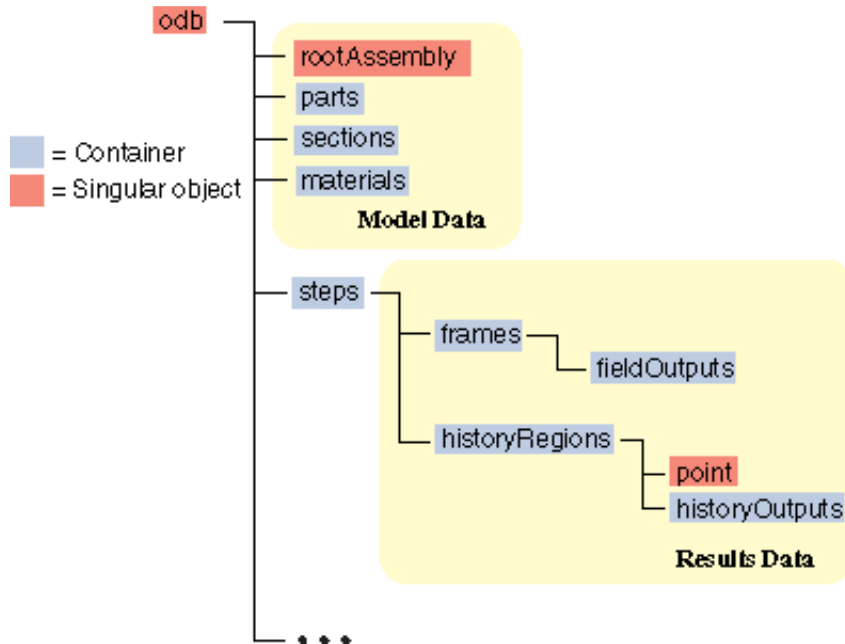 odb
rootAssembly
parts
sections
= Container
materials
= Singular object
Model Data
steps
frames
fieldOutputs
historyRegions
point
historyOutputs
Results Data
• • •